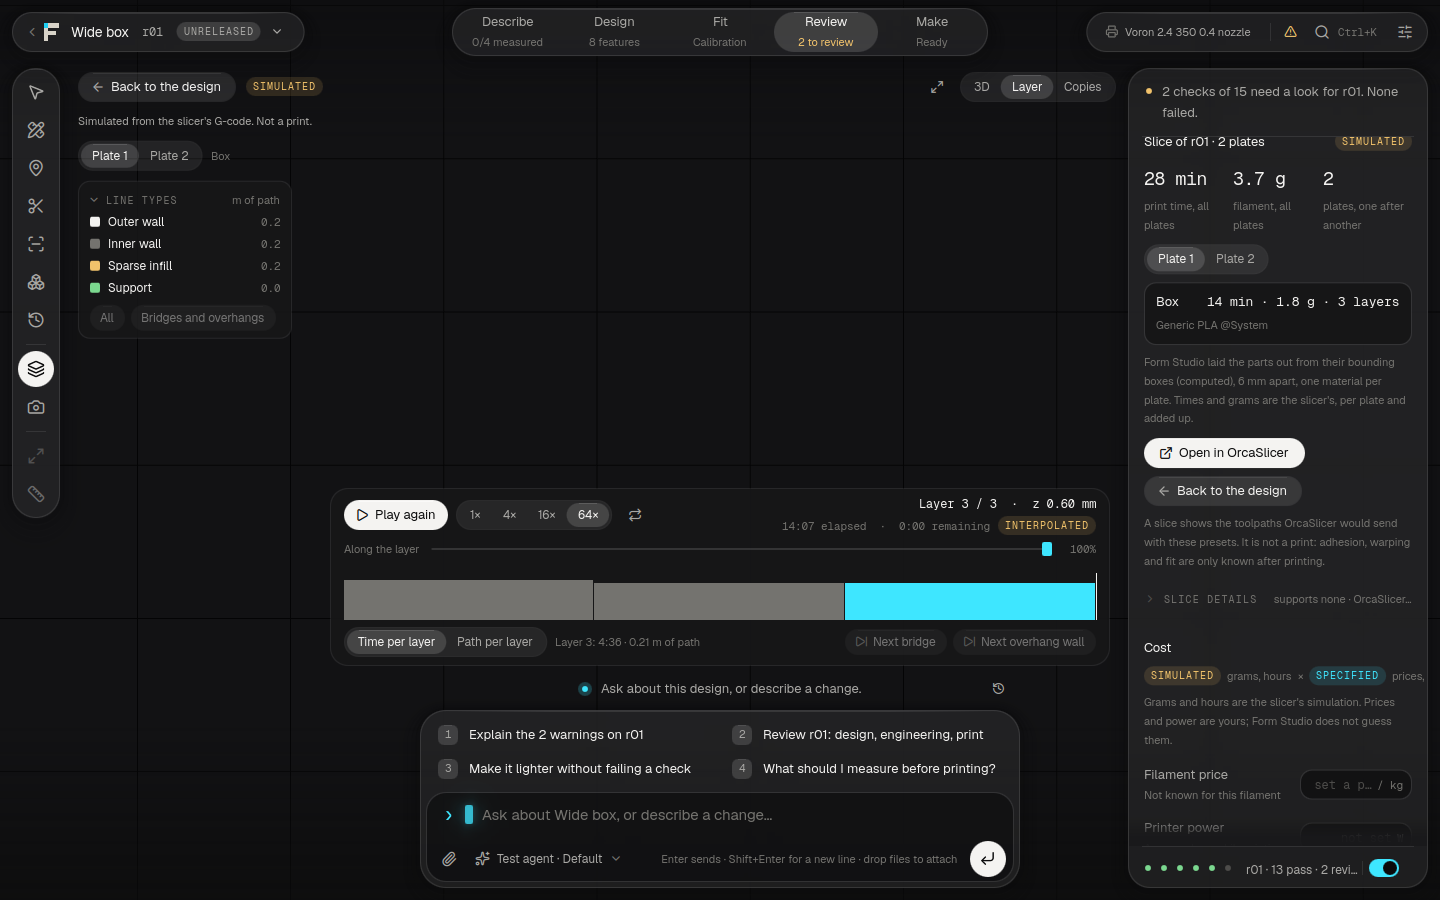 Wide box r01 UNRELEASED
Describe
0/4 measured
Design
8 features
Fit
Calibration
Review
2 to review
Make
Ready
Voron 2.4 350 0.4 nozzle
Ctrl+K
Back to the design
SIMULATED
3D
Layer
Copies
Simulated from the slicer's G-code. Not a print.
Plate 1
Plate 2
Box
LINE TYPES m of path
Outer wall 0.2
Inner wall 0.2
Sparse infill 0.2
Support 0.0
All
Bridges and overhangs
Play again
1×
4×
16×
64×
Layer 3 / 3 · z 0.60 mm
14:07 elapsed · 0:00 remaining INTERPOLATED
Along the layer 100%
Time per layer
Path per layer
Layer 3: 4:36 · 0.21 m of path
Next bridge
Next overhang wall
Ask about this design, or describe a change.
1 Explain the 2 warnings on r01
2 Review r01: design, engineering, print
3 Make it lighter without failing a check
4 What should I measure before printing?
Ask about Wide box, or describe a change...
Test agent · Default
Enter sends · Shift+Enter for a new line · drop files to attach
2 checks of 15 need a look for r01. None
failed.
Slice of r01 · 2 plates SIMULATED
28 min
print time, all
plates
3.7 g
filament, all
plates
2
plates, one after
another
Plate 1
Plate 2
Box 14 min · 1.8 g · 3 layers
Generic PLA @System
Form Studio laid the parts out from their bounding
boxes (computed), 6 mm apart, one material per
plate. Times and grams are the slicer's, per plate and
added up.
Open in OrcaSlicer
Back to the design
A slice shows the toolpaths OrcaSlicer would send
with these presets. It is not a print: adhesion, warping
and fit are only known after printing.
SLICE DETAILS supports none · OrcaSlicer...
Cost
SIMULATED grams, hours × SPECIFIED prices,
Grams and hours are the slicer's simulation. Prices
and power are yours; Form Studio does not guess
them.
Filament price
Not known for this filament
set a p... / kg
Printer power
r01 · 13 pass · 2 revi...